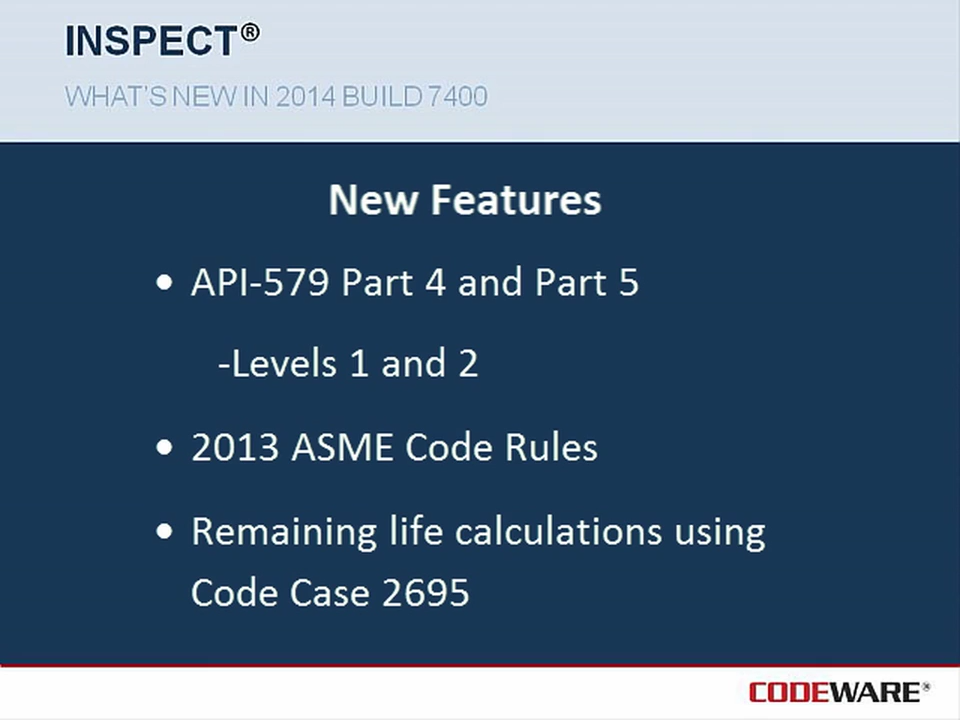 INSPECT®
WHAT'S NEW IN 2014 BUILD 7400
New Features
• API-579 Part 4 and Part 5
-Levels 1 and 2
• 2013 ASME Code Rules
• Remaining life calculations using
Code Case 2695
CODEWARE®